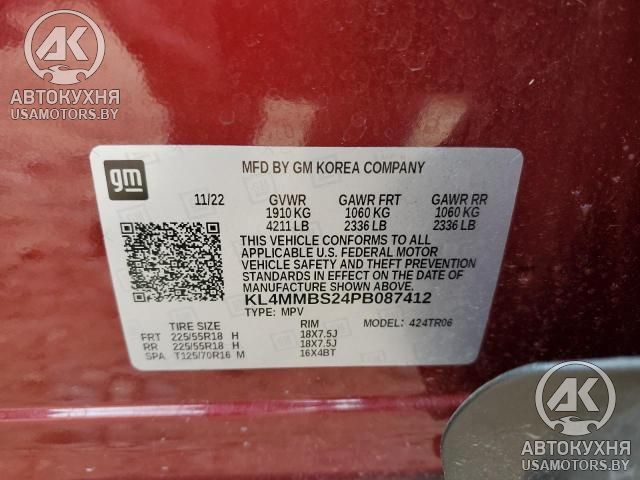 AK
АВТОКУХНЯ
USAMOTORS.BY
gm
MFD BY GM KOREA COMPANY
11/22 GVWR GAWR FRT GAWR RR
1910 KG 1060 KG 1060 KG
4211 LB 2336 LB 2336 LB
THIS VEHICLE CONFORMS TO ALL
APPLICABLE U.S. FEDERAL MOTOR
VEHICLE SAFETY AND THEFT PREVENTION
STANDARDS IN EFFECT ON THE DATE OF
MANUFACTURE SHOWN ABOVE.
KL4MMBS24PB087412
TYPE: MPV MODEL: 424TR06
TIRE SIZE RIM
FRT 225/55R18 H 18X7.5J
RR 225/55R18 H 18X7.5J
SPA T125/70R16 M 16X4BT
AK
АВТОКУХНЯ
USAMOTORS.BY